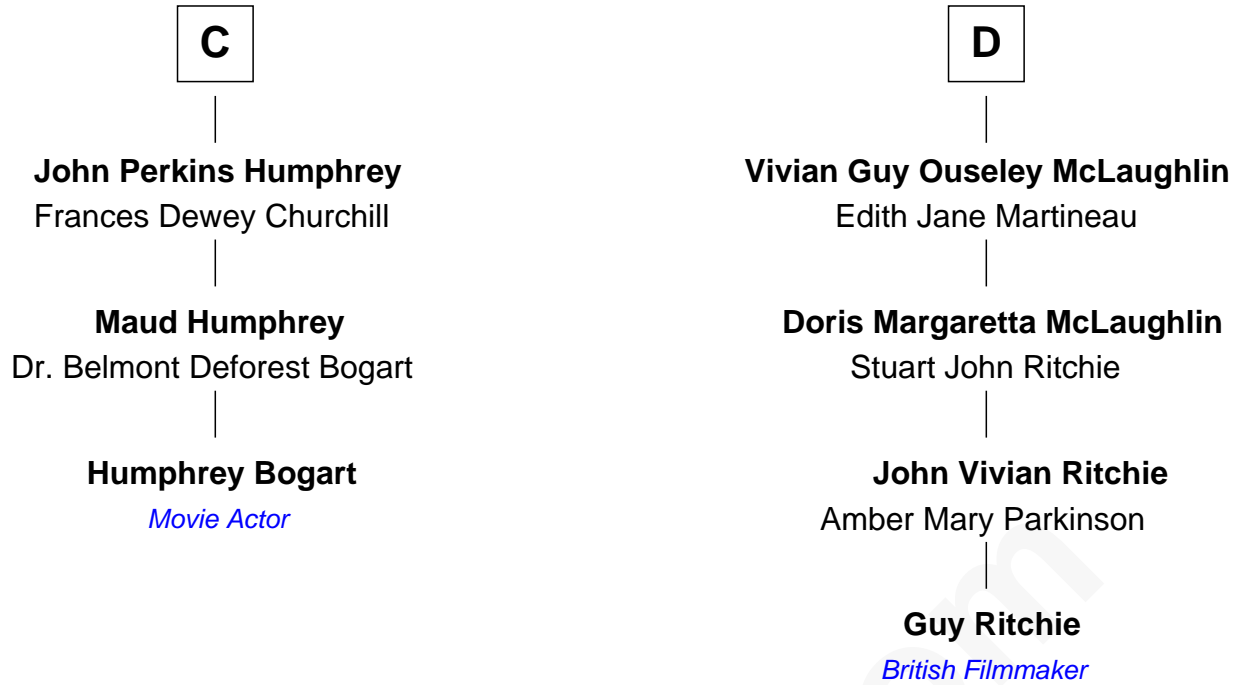 C
John Perkins Humphrey
Frances Dewey Churchill
Maud Humphrey
Dr. Belmont Deforest Bogart
Humphrey Bogart
Movie Actor
D
Vivian Guy Ouseley McLaughlin
Edith Jane Martineau
Doris Margaretta McLaughlin
Stuart John Ritchie
John Vivian Ritchie
Amber Mary Parkinson
Guy Ritchie
British Filmmaker